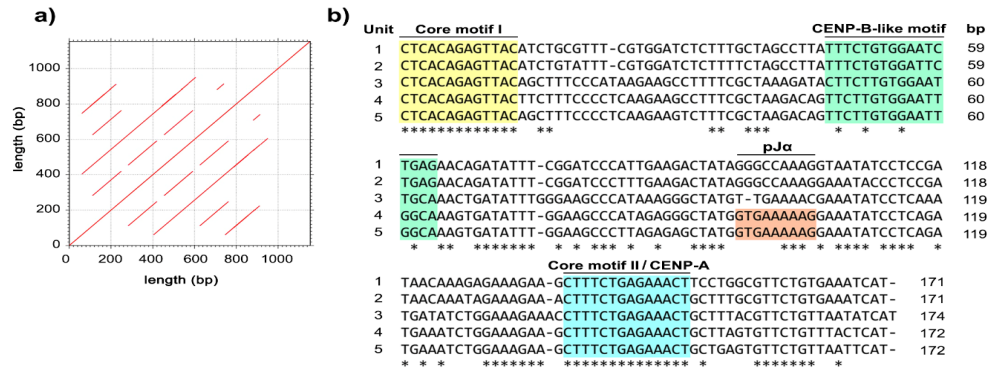 a)
1000
800
600
400
200
0
length (bp)
0 200 400 600 800 1000
length (bp)
b)
Unit Core motif I CENP-B-like motif bp
1 CTCACAGAGTTACATCTGCGTTT-CGTGGATCTCTTTGCTAGCCTTATTTCTGTGGAATC 59
2 CTCACAGAGTTACATCTGTATTT-CGTGGATCTCTTTTCTAGCCTTATTTCTGTGGATTC 59
3 CTCACAGAGTTACAGCTTTCCCATAAGAAGCCTTTTCGCTAAAGATACTTCTTGTGGAAT 60
4 CTCACAGAGTTACTTCTTTCCCCTCAAGAAGCCTTTCGCTAAGACAGTTCTTGTGGAATT 60
5 CTCACAGAGTTACAGCTTTCCCCTCAAGAAGTCTTTCGCTAAGACAGTTCTTGTGGAATT 60
************* ** ** *** * * *
pJα
1 TGAGAACAGATATTT-CGGATCCCATTGAAGACTATAGGGCCAAAGGTAATATCCTCCGA 118
2 TGAGAACAGATATTT-CGGATCCCTTTGAAGACTATAGGGCCAAAGGAAATACCCTCCGA 118
3 TGCAAACTGATATTTGGGAAGCCCATAAAGGGCTATGT-TGAAAACGAAATATCCTCAAA 119
4 GGCAAAGTGATATTT-GGAAGCCCATAGAGGGCTATGGTGAAAAAGGAAATATCCTCAGA 119
5 GGCAAAGTGATATTT-GGAAGCCCTTAGAGAGCTATGGTGAAAAAGGAAATATCCTCAGA 119
* ** ******* * * *** * * * **** *** * **** ** **** *
Core motif II / CENP-A
1 TAACAAAGAGAAAGAA-GCTTTCTGAGAAACTTCCTGGCGTTCTGTGAAATCAT- 171
2 TAACAAATAGAAAGAA-ACTTTCTGAGAAACTGCTTTGCGTTCTGTGAAATCAT- 171
3 TGATATCTGGAAAGAAACCTTTCTGAGAAACTGCTTTACGTTCTGTTAATATCAT 174
4 TGAAATCTGGAAAGAA-GCTTTCTGAGAAACTGCTTAGTGTTCTGTTTACTCAT- 172
5 TGAAATCTGGAAAGAA-GCTTTCTGAGAAACTGCTGAGTGTTCTGTTAATTCAT- 172
* * * ******* ************** * ******* * *